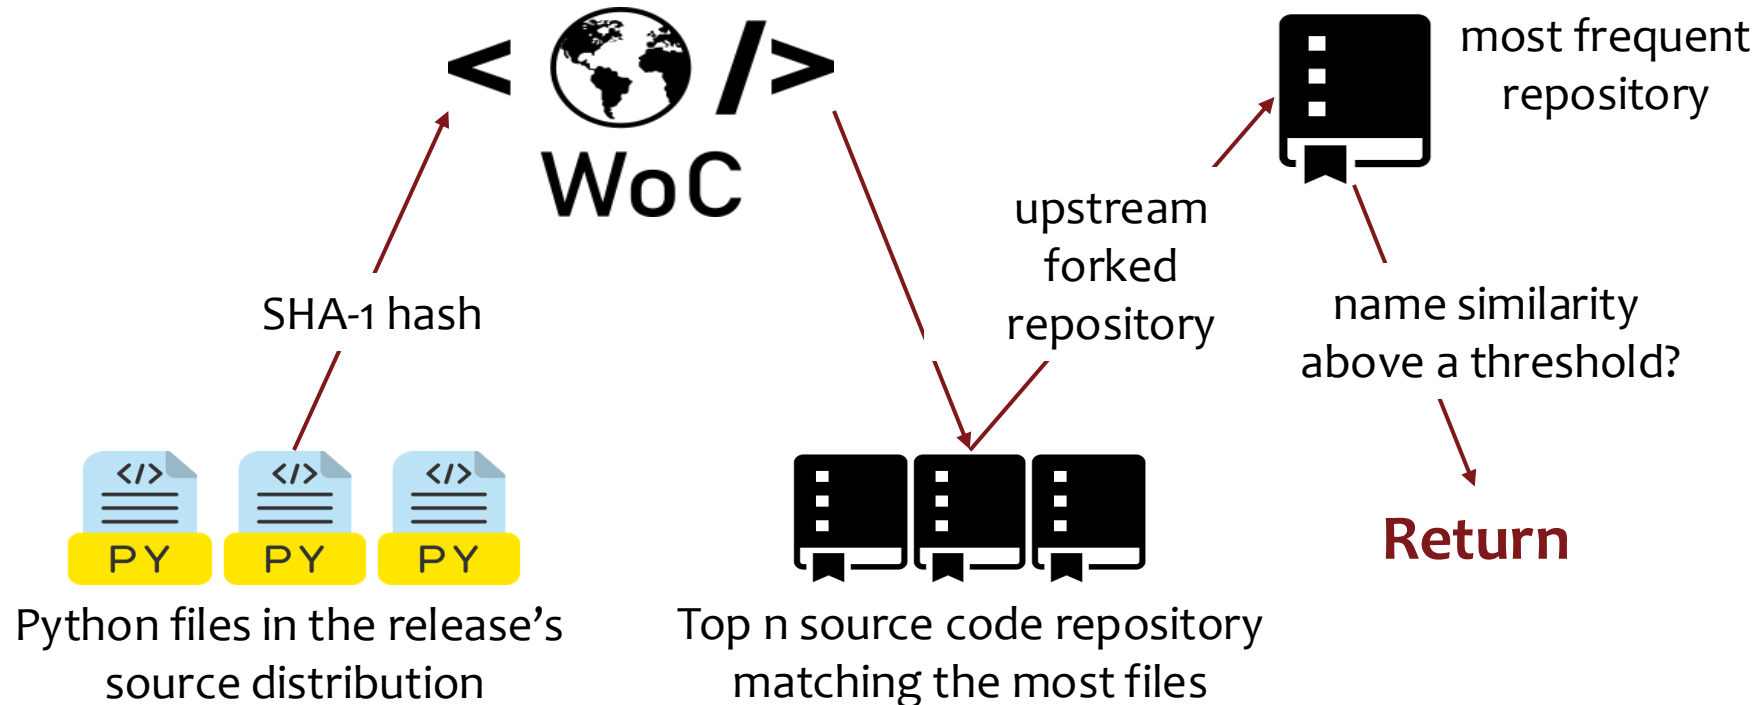 < />
WoC
most frequent
repository
SHA-1 hash
upstream
forked
repository
name similarity
above a threshold?
</> </> </>
PY PY PY
Python files in the release’s
source distribution
Top n source code repository
matching the most files
Return